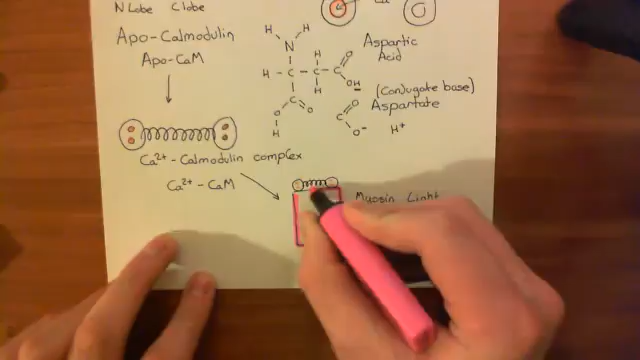 N Lobe C Lobe
Apo-Calmodulin
Apo-CaM
Ca²⁺-Calmodulin complex
Ca²⁺-CaM
H H
N
H
H - C - C - C O
H OH
C O
O
H
Aspartic
Acid
(Conjugate base)
Aspartate
C O
O⁻ H⁺
Myosin Light